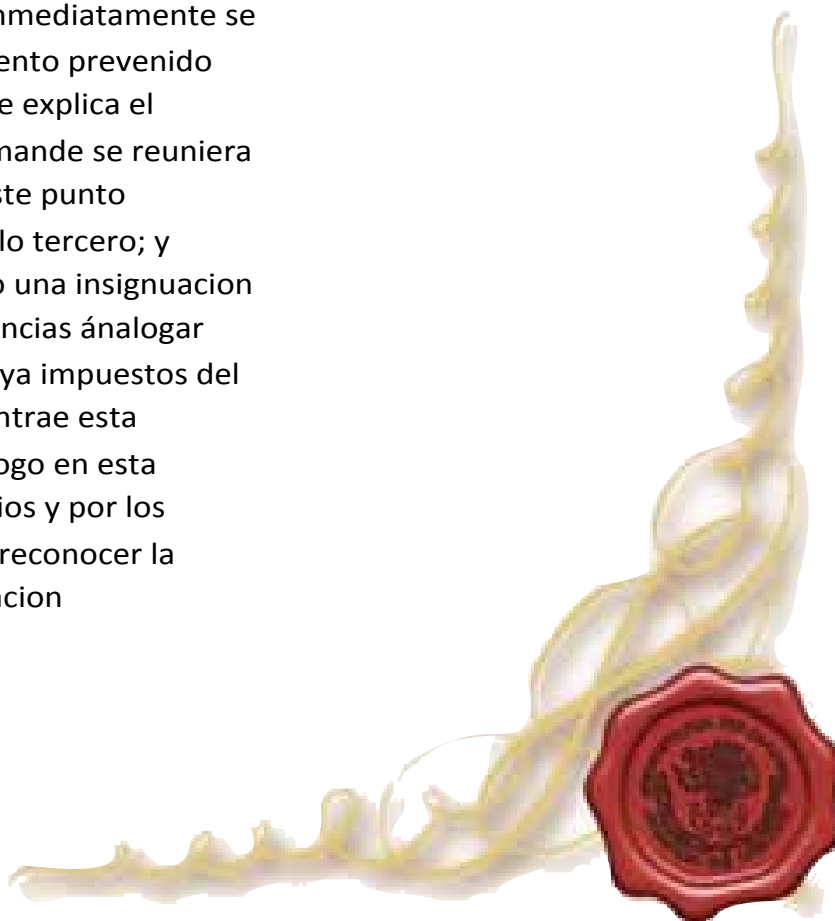 nmediatamente se
ento prevenido
e explica el
mande se reuniera
ste punto
lo tercero; y
o una insignuacion
ncias ánalogar
ya impuestos del
ntrae esta
ogo en esta
ios y por los
reconocer la
acion